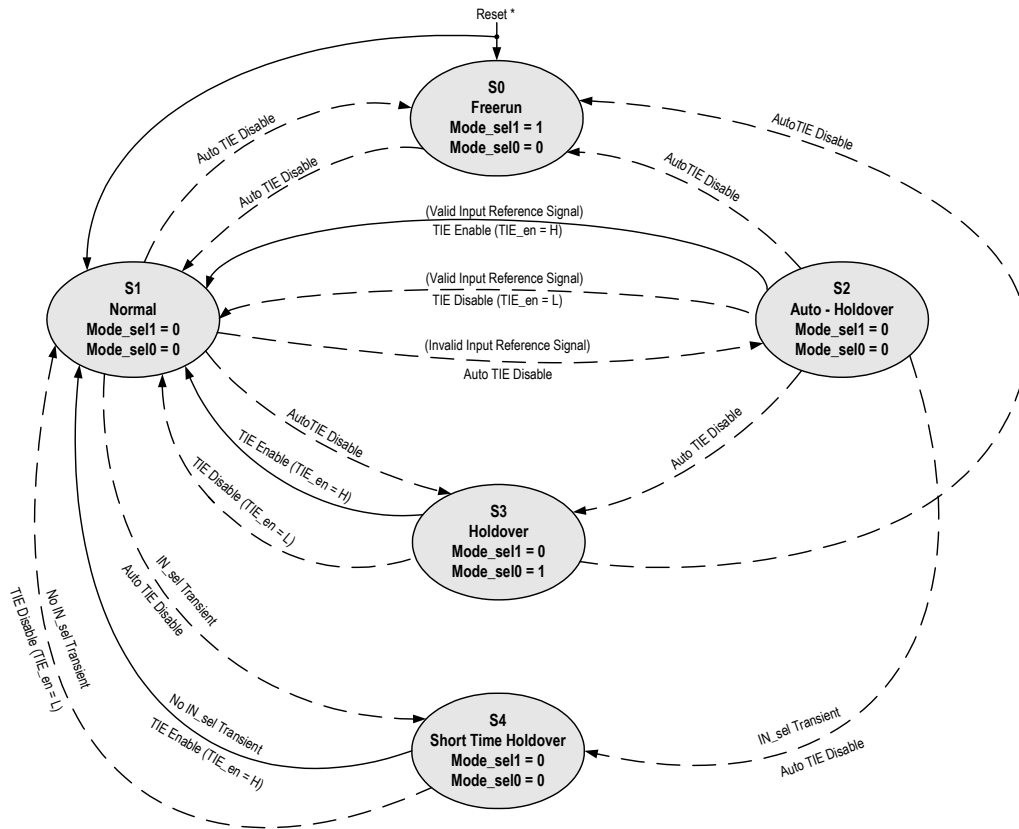 Reset *
S0
Freerun
Mode_sel1 = 1
Mode_sel0 = 0
Auto TIE Disable
Auto TIE Disable
AutoTIE Disable
AutoTIE Disable
(Valid Input Reference Signal)
TIE Enable (TIE_en = H)
S1
Normal
Mode_sel1 = 0
Mode_sel0 = 0
(Valid Input Reference Signal)
TIE Disable (TIE_en = L)
S2
Auto - Holdover
Mode_sel1 = 0
Mode_sel0 = 0
(Invalid Input Reference Signal)
Auto TIE Disable
AutoTIE Disable
TIE Enable (TIE_en = H)
TIE Disable (TIE_en = L)
Auto TIE Disable
S3
Holdover
Mode_sel1 = 0
Mode_sel0 = 1
IN_sel Transient
Auto TIE Disable
No IN_sel Transient
TIE Disable (TIE_en = L)
No IN_sel Transient
TIE Enable (TIE_en = H)
S4
Short Time Holdover
Mode_sel1 = 0
Mode_sel0 = 0
IN_sel Transient
Auto TIE Disable